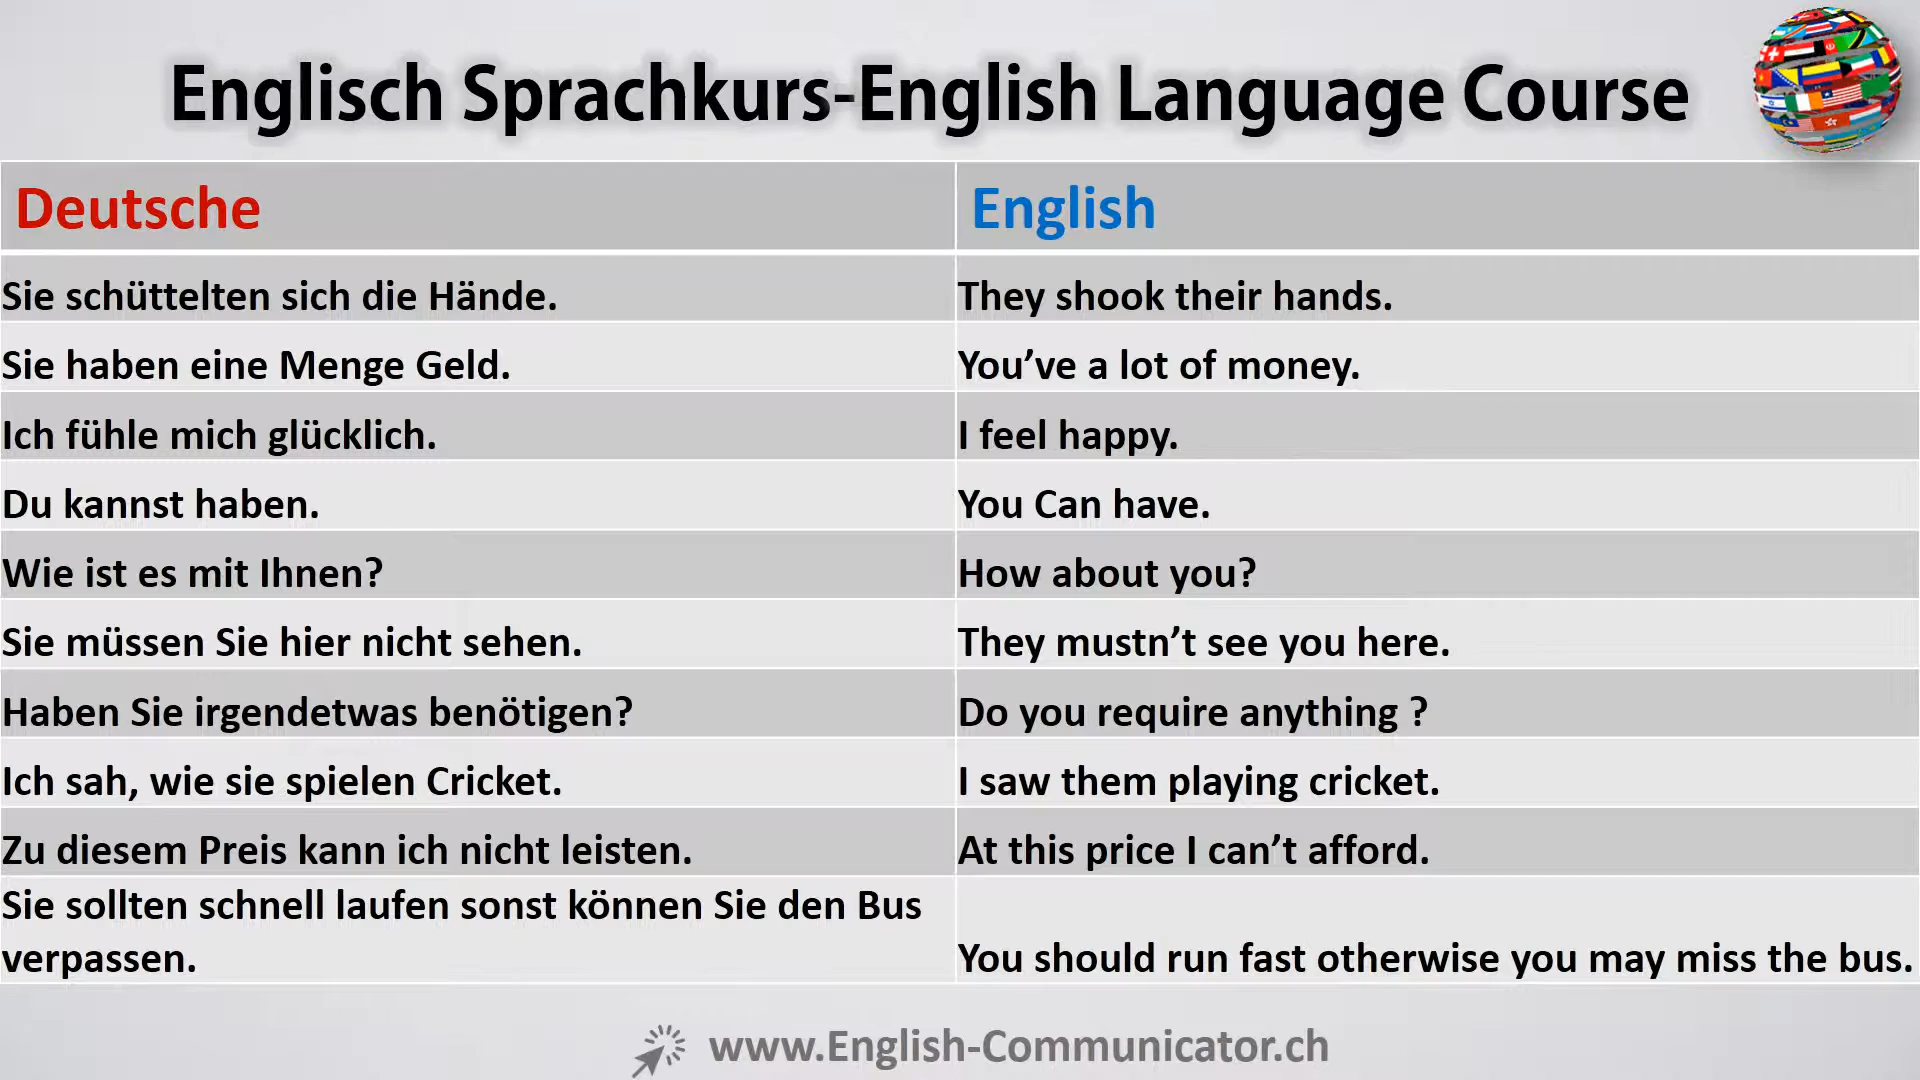 Englisch Sprachkurs-English Language Course
Deutsche English
Sie schüttelten sich die Hände. They shook their hands.
Sie haben eine Menge Geld. You’ve a lot of money.
Ich fühle mich glücklich. I feel happy.
Du kannst haben. You Can have.
Wie ist es mit Ihnen? How about you?
Sie müssen Sie hier nicht sehen. They mustn’t see you here.
Haben Sie irgendetwas benötigen? Do you require anything ?
Ich sah, wie sie spielen Cricket. I saw them playing cricket.
Zu diesem Preis kann ich nicht leisten. At this price I can’t afford.
Sie sollten schnell laufen sonst können Sie den Bus
verpassen. You should run fast otherwise you may miss the bus.
www.English-Communicator.ch